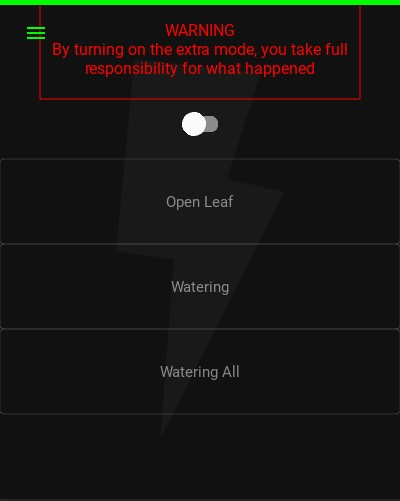 WARNING
By turning on the extra mode, you take full
responsibility for what happened
Open Leaf
Watering
Watering All